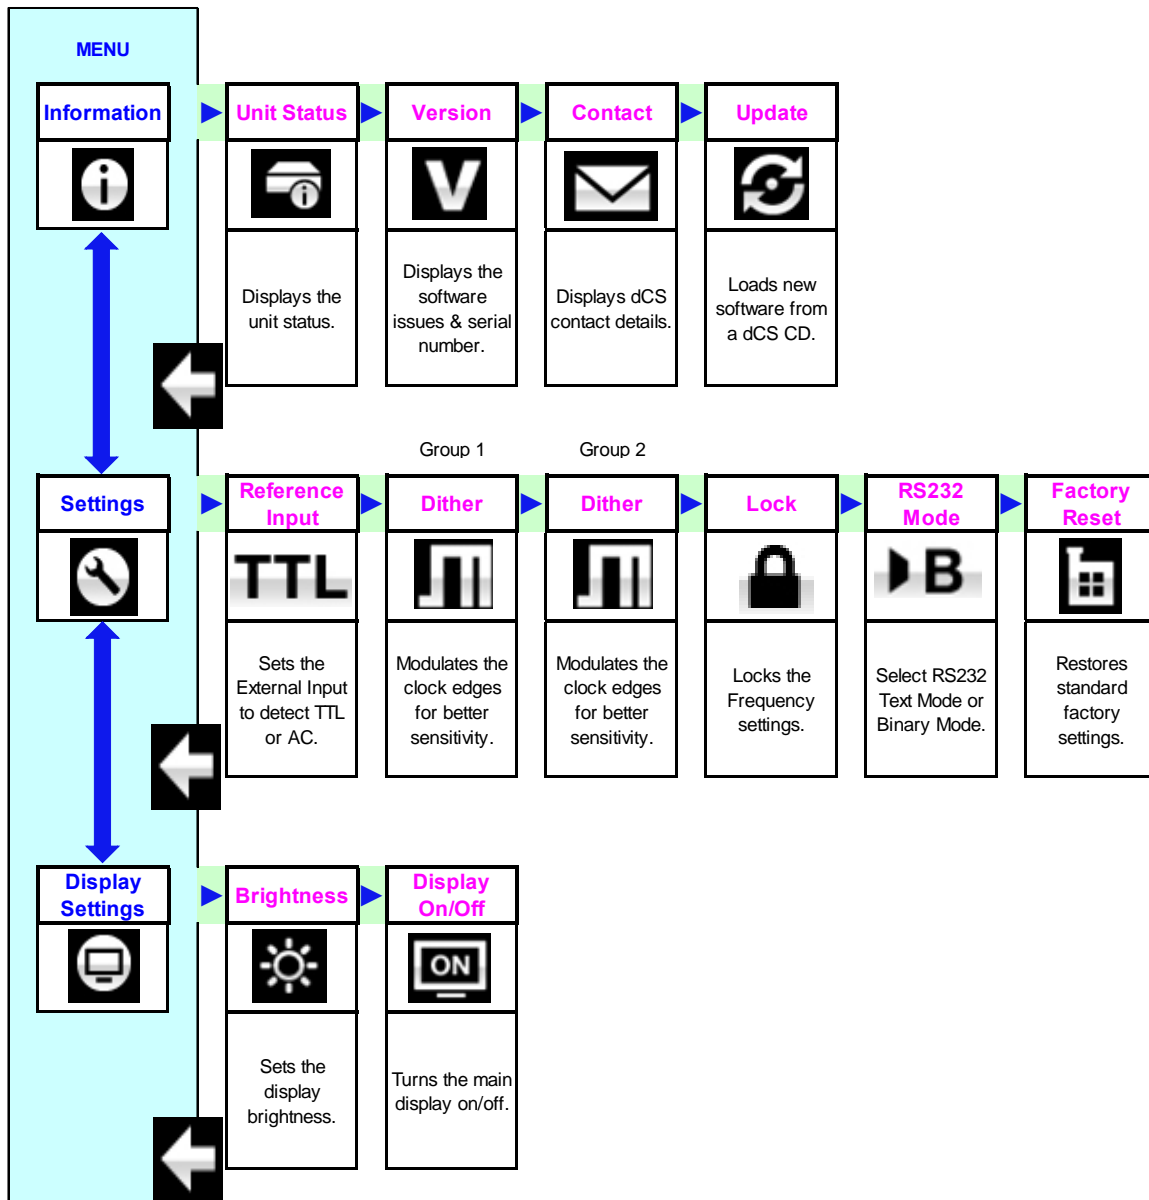 MENU
Information
Unit Status
Version
Contact
Update
i
i
V
Displays the
unit status.
Displays the
software
issues & serial
number.
Displays dCS
contact details.
Loads new
software from
a dCS CD.
Group 1
Group 2
Settings
Reference
Input
Dither
Dither
Lock
RS232
Mode
Factory
Reset
TTL
B
Sets the
External Input
to detect TTL
or AC.
Modulates the
clock edges
for better
sensitivity.
Modulates the
clock edges
for better
sensitivity.
Locks the
Frequency
settings.
Select RS232
Text Mode or
Binary Mode.
Restores
standard
factory
settings.
Display
Settings
Brightness
Display
On/Off
ON
Sets the
display
brightness.
Turns the main
display on/off.